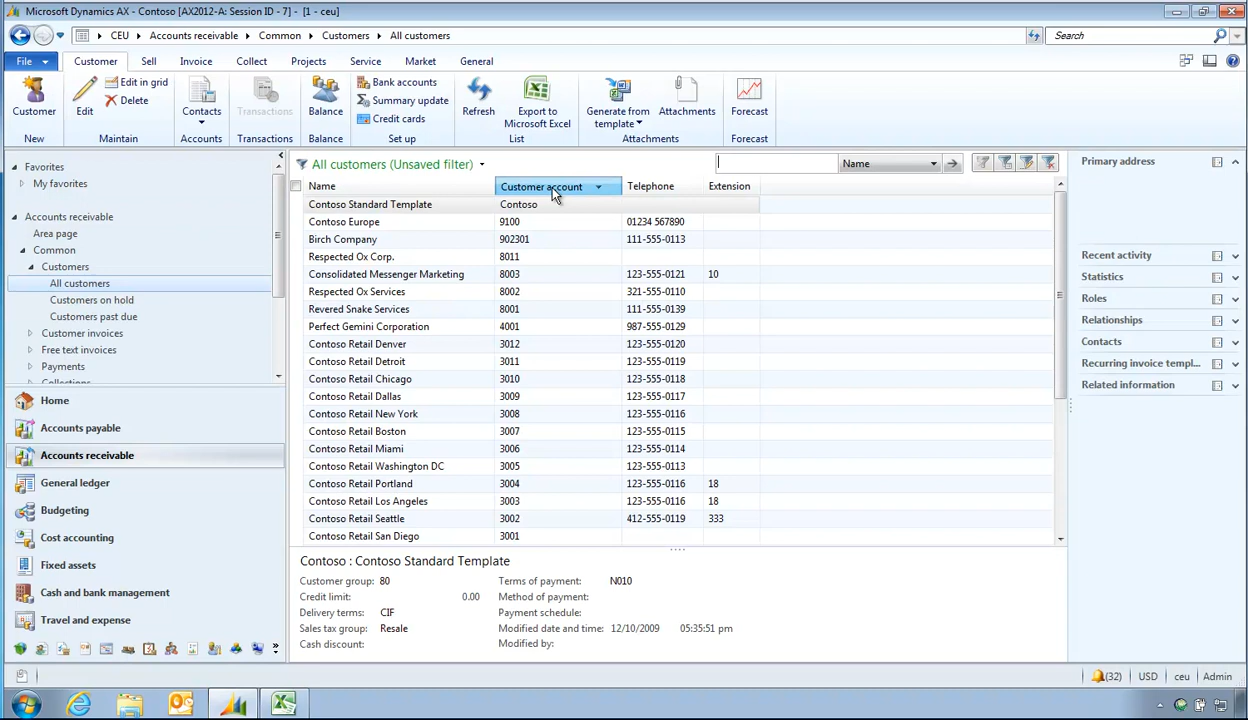 Microsoft Dynamics AX - Contoso [AX2012-A: Session ID - 7] - [1 - ceu]
CEU Accounts receivable Common Customers All customers
Search
File Customer Sell Invoice Collect Projects Service Market General
Customer
New
Edit
Edit in grid
Delete
Maintain
Contacts
Accounts
Transactions
Transactions
Balance
Balance
Bank accounts
Summary update
Credit cards
Set up
Refresh
Export to
Microsoft Excel
List
Generate from
template
Attachments
Attachments
Forecast
Forecast
Favorites
My favorites
Accounts receivable
Area page
Common
Customers
All customers
Customers on hold
Customers past due
Customer invoices
Free text invoices
Payments
Collections
Home
Accounts payable
Accounts receivable
General ledger
Budgeting
Cost accounting
Fixed assets
Cash and bank management
Travel and expense
All customers (Unsaved filter)
Name
Name Customer account Telephone Extension
Contoso Standard Template Contoso
Contoso Europe 9100 01234 567890
Birch Company 902301 111-555-0113
Respected Ox Corp. 8011
Consolidated Messenger Marketing 8003 123-555-0121 10
Respected Ox Services 8002 321-555-0110
Revered Snake Services 8001 111-555-0139
Perfect Gemini Corporation 4001 987-555-0129
Contoso Retail Denver 3012 123-555-0120
Contoso Retail Detroit 3011 123-555-0119
Contoso Retail Chicago 3010 123-555-0118
Contoso Retail Dallas 3009 123-555-0117
Contoso Retail New York 3008 123-555-0116
Contoso Retail Boston 3007 123-555-0115
Contoso Retail Miami 3006 123-555-0114
Contoso Retail Washington DC 3005 123-555-0113
Contoso Retail Portland 3004 123-555-0116 18
Contoso Retail Los Angeles 3003 123-555-0116 18
Contoso Retail Seattle 3002 412-555-0119 333
Contoso Retail San Diego 3001
Contoso : Contoso Standard Template
Customer group: 80 Terms of payment: N010
Credit limit: 0.00 Method of payment:
Delivery terms: CIF Payment schedule:
Sales tax group: Resale Modified date and time: 12/10/2009 05:35:51 pm
Cash discount: Modified by:
Primary address
Recent activity
Statistics
Roles
Relationships
Contacts
Recurring invoice templ...
Related information
(32) USD ceu Admin